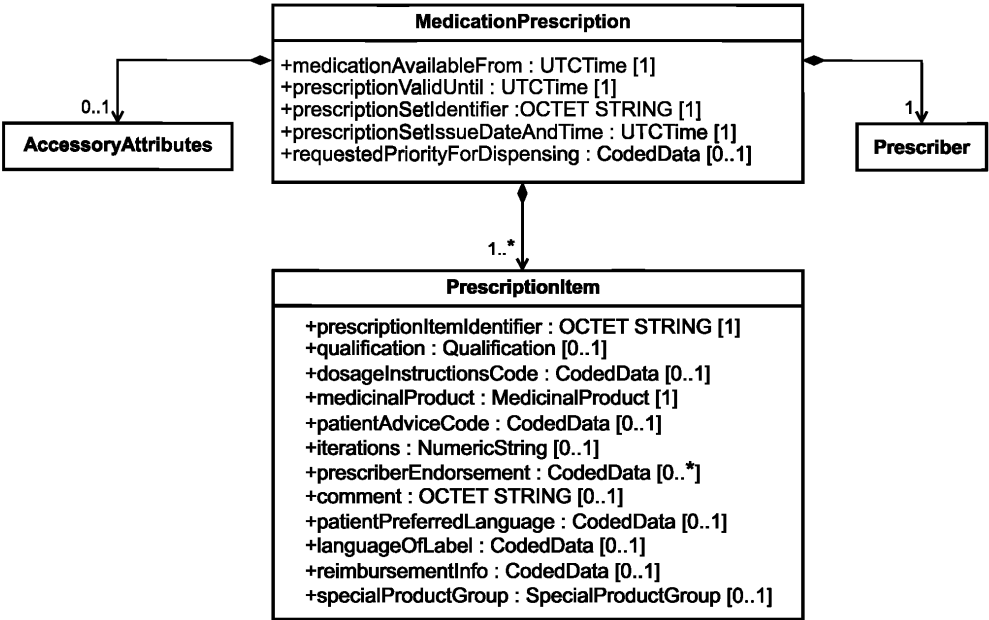 MedicationPrescription
+medicationAvailableFrom : UTCTime [1]
+prescriptionValidUntil : UTCTime [1]
+prescriptionSetIdentifier :OCTET STRING [1]
+prescriptionSetIssueDateAndTime : UTCTime [1]
+requestedPriorityForDispensing : CodedData [0..1]
0..1
AccessoryAttributes
1
Prescriber
1..*
PrescriptionItem
+prescriptionItemIdentifier : OCTET STRING [1]
+qualification : Qualification [0..1]
+dosageInstructionsCode : CodedData [0..1]
+medicinalProduct : MedicinalProduct [1]
+patientAdviceCode : CodedData [0..1]
+iterations : NumericString [0..1]
+prescriberEndorsement : CodedData [0..*]
+comment : OCTET STRING [0..1]
+patientPreferredLanguage : CodedData [0..1]
+languageOfLabel : CodedData [0..1]
+reimbursementInfo : CodedData [0..1]
+specialProductGroup : SpecialProductGroup [0..1]